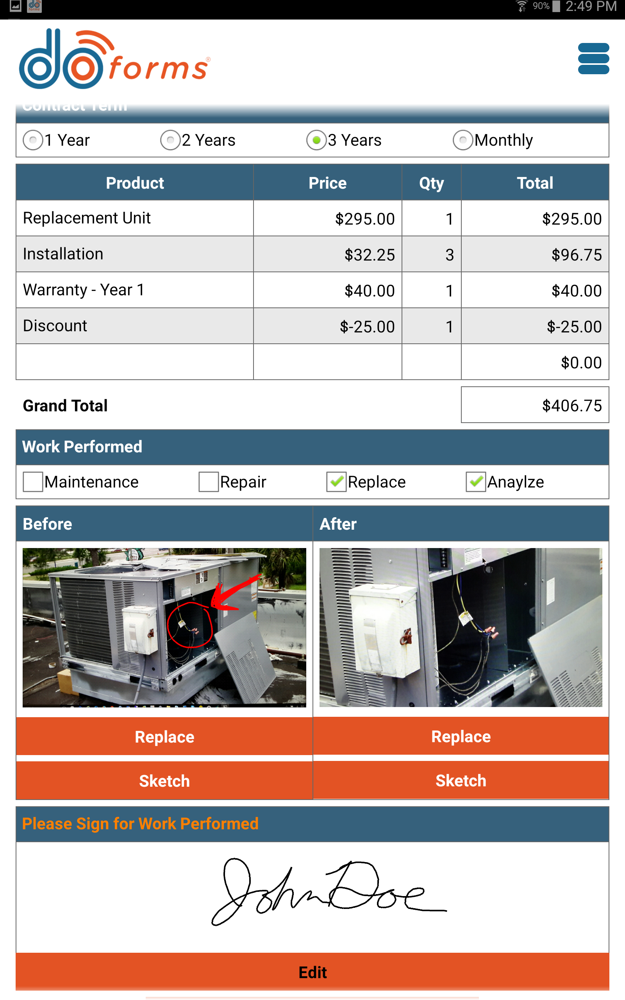 do forms
90% 2:49 PM
doforms®
Contract Term
1 Year 2 Years 3 Years Monthly
Product Price Qty Total
Replacement Unit $295.00 1 $295.00
Installation $32.25 3 $96.75
Warranty - Year 1 $40.00 1 $40.00
Discount $-25.00 1 $-25.00
$0.00
Grand Total $406.75
Work Performed
Maintenance Repair Replace Anaylze
Before After
Replace Replace
Sketch Sketch
Please Sign for Work Performed
John Doe
Edit